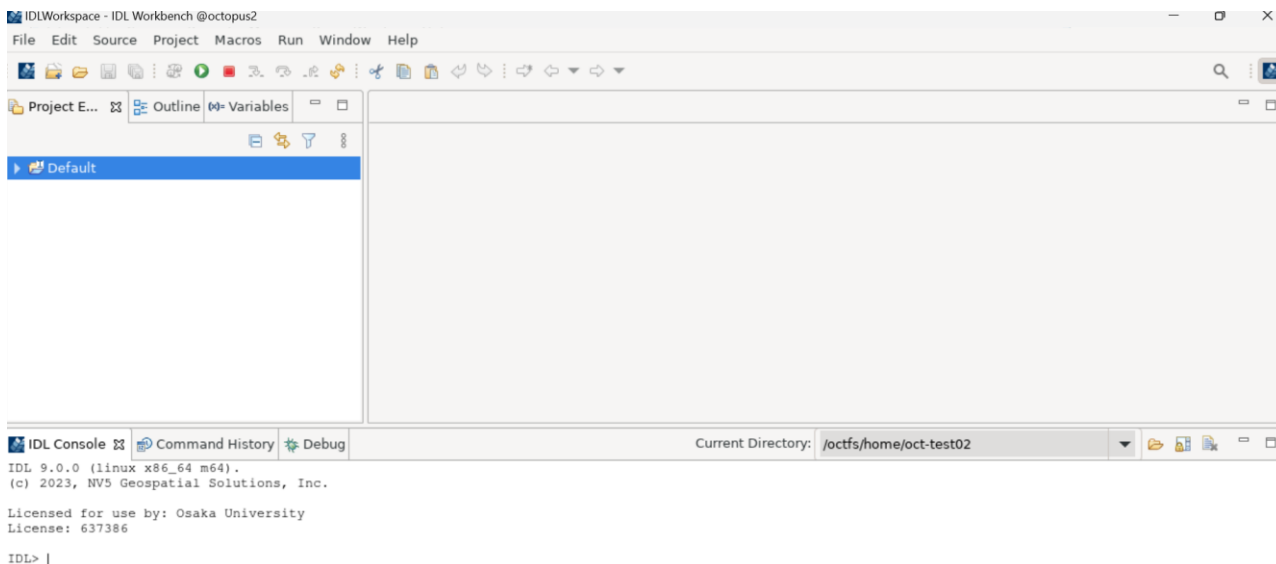 IDLWorkspace - IDL Workbench @octopus2
File Edit Source Project Macros Run Window Help
Project E... Outline Variables
Default
IDL Console Command History Debug Current Directory: /octfs/home/oct-test02
IDL 9.0.0 (linux x86_64 m64).
(c) 2023, NV5 Geospatial Solutions, Inc.
Licensed for use by: Osaka University
License: 637386
IDL> |